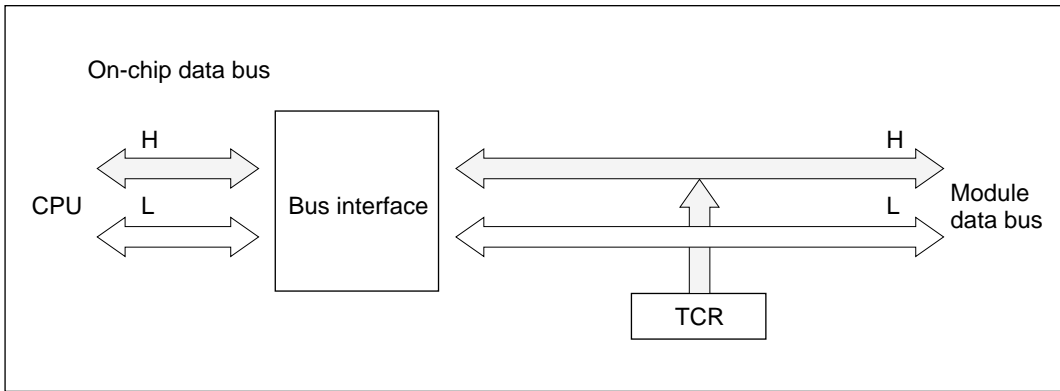 On-chip data bus
H
H
CPU
L
Bus interface
L
Module
data bus
TCR